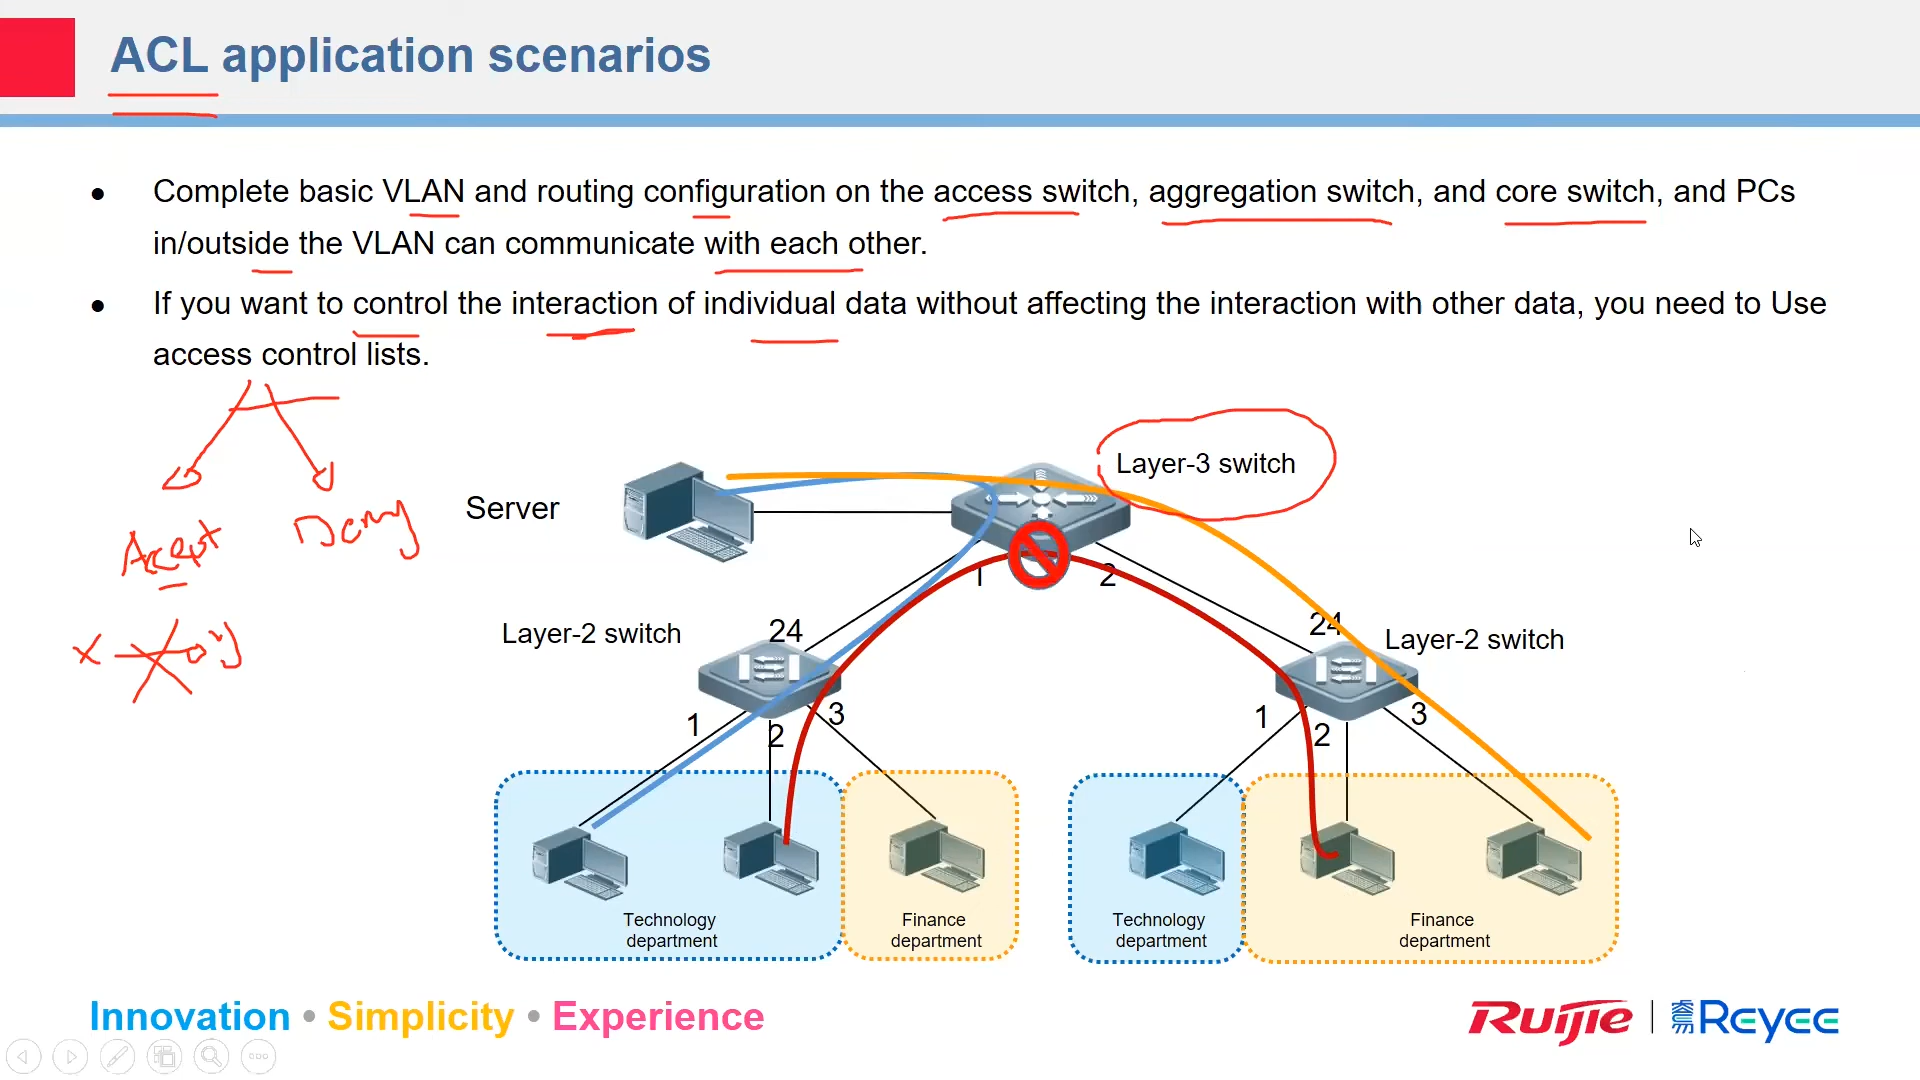 ACL application scenarios
● Complete basic VLAN and routing configuration on the access switch, aggregation switch, and core switch, and PCs
in/outside the VLAN can communicate with each other.
● If you want to control the interaction of individual data without affecting the interaction with other data, you need to Use
access control lists.
Layer-3 switch
Server
Accept
Deny
1
2
Layer-2 switch
24
24
Layer-2 switch
x
y
1
2
3
1
2
3
Technology
department
Finance
department
Technology
department
Finance
department
Innovation • Simplicity • Experience
Ruijie | Reyee